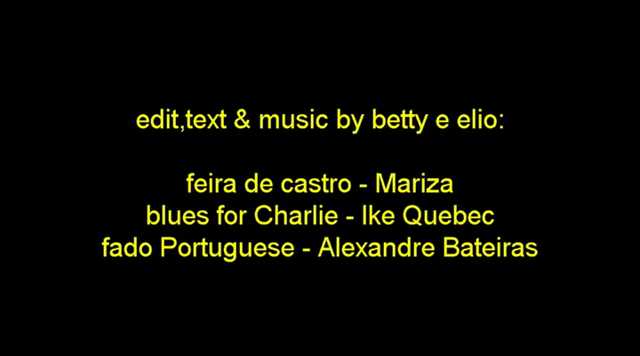 edit,text & music by betty e elio:
feira de castro - Mariza
blues for Charlie - Ike Quebec
fado Portuguese - Alexandre Bateiras